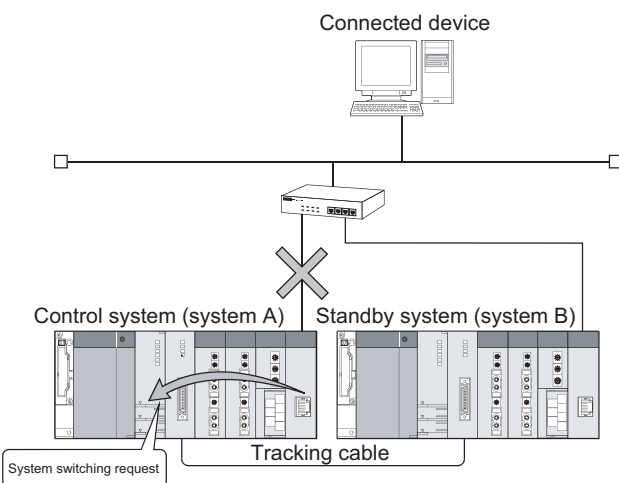 Connected device
Control system (system A)
Standby system (system B)
Tracking cable
System switching request